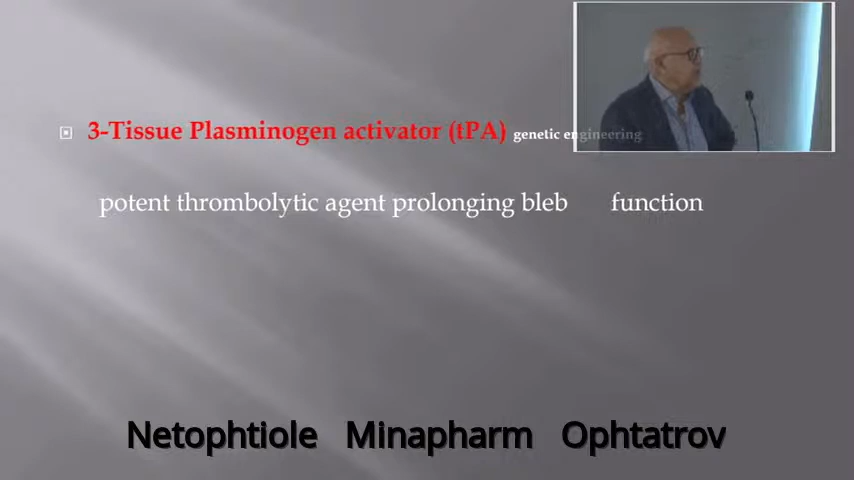 3-Tissue Plasminogen activator (tPA) genetic engineering
potent thrombolytic agent prolonging bleb function
Netophtiole Minapharm Ophtatrov